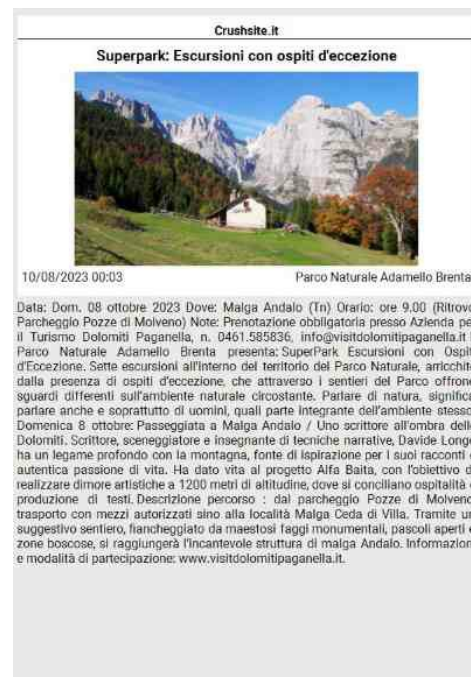 Crushsite.it
Superpark: Escursioni con ospiti d'eccezione
10/08/2023 00:03
Parco Naturale Adamello Brenta
Data: Dom. 08 ottobre 2023 Dove: Malga Andalo (Tn) Orario: ore 9.00 (Ritrovo
Parcheggio Pozze di Molveno) Note: Prenotazione obbligatoria presso Azienda pe
il Turismo Dolomiti Paganella, n. 0461.585836, info@visitdolomitipaganella.it
Parco Naturale Adamello Brenta presenta: SuperPark Escursioni con Ospit
d'Eccezione. Sette escursioni all'interno del territorio del Parco Naturale, arricchite
dalla presenza di ospiti d'eccezione, che attraverso i sentieri del Parco offrono
sguardi differenti sull'ambiente naturale circostante. Parlare di natura, significa
parlare anche e soprattutto di uomini, quali parte integrante dell'ambiente stesso.
Domenica 8 ottobre: Passeggiata a Malga Andalo / Uno scrittore all'ombra delle
Dolomiti. Scrittore, sceneggiatore e insegnante di tecniche narrative, Davide Longo
ha un legame profondo con la montagna, fonte di ispirazione per i suoi racconti e
autentica passione di vita. Ha dato vita al progetto Alfa Baita, con l'obiettivo di
realizzare dimore artistiche a 1200 metri di altitudine, dove si conciliano ospitalità e
produzione di testi. Descrizione percorso : dal parcheggio Pozze di Molveno
trasporto con mezzi autorizzati sino alla località Malga Ceda di Villa. Tramite un
suggestivo sentiero, fiancheggiato da maestosi faggi monumentali, pascoli aperti e
zone boscose, si raggiungerà l'incantevole struttura di malga Andalo. Informazion
e modalità di partecipazione: www.visitdolomitipaganella.it.